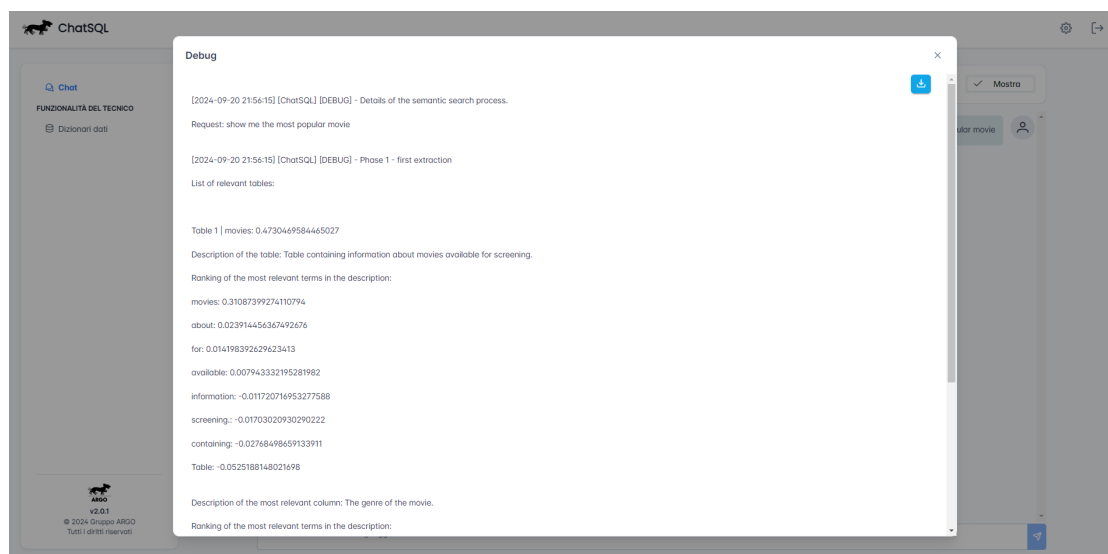 ChatSQL
Debug
Chat
FUNZIONALITÀ DEL TECNICO
Dizionari dati
Mostra
ular movie
[2024-09-20 21:56:15] [ChatSQL] [DEBUG] - Details of the semantic search process.
Request: show me the most popular movie
[2024-09-20 21:56:15] [ChatSQL] [DEBUG] - Phase 1 - first extraction
List of relevant tables:
Table 1 | movies: 0.4730469584465027
Description of the table: Table containing information about movies available for screening.
Ranking of the most relevant terms in the description:
movies: 0.31087399274110794
about: 0.023914456367492676
for: 0.014198392629623413
available: 0.007943332195281982
information: -0.011720716953277588
screening.: -0.01703020930290222
containing: -0.02768498659133911
Table: -0.0525188148021698
Description of the most relevant column: The genre of the movie.
Ranking of the most relevant terms in the description:
ARGO
v2.0.1
© 2024 Gruppo ARGO
Tutti i diritti riservati